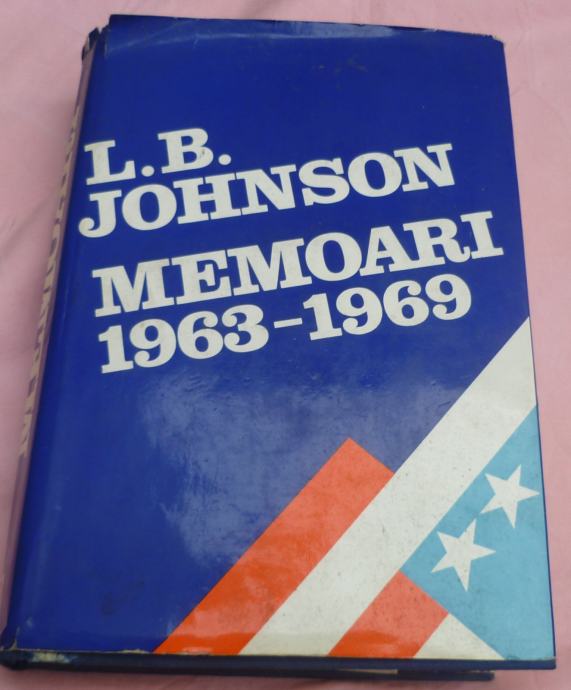 L.B.
JOHNSON
MEMOARI
1963-1969